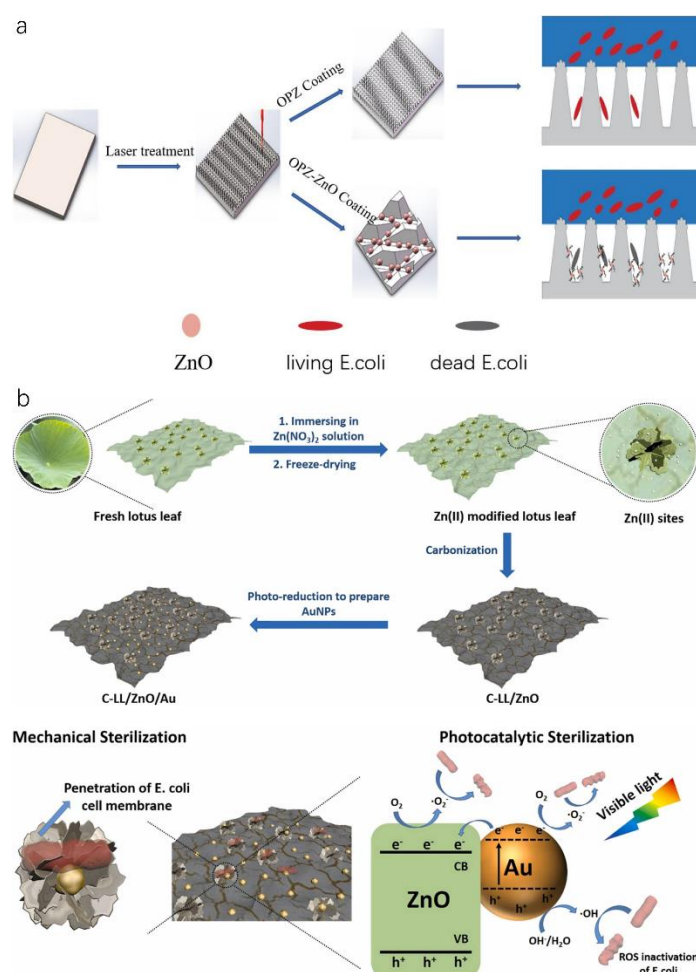 a
OPZ Coating
Laser treatment
OPZ-ZnO Coating
ZnO
living E.coli
dead E.coli
b
1. Immersing in
Zn(NO₃)₂ solution
2. Freeze-drying
Fresh lotus leaf
Zn(II) modified lotus leaf
Zn(II) sites
Carbonization
Photo-reduction to prepare
AuNPs
C-LL/ZnO/Au
C-LL/ZnO
Mechanical Sterilization
Photocatalytic Sterilization
Penetration of E. coli
cell membrane
O₂
·O₂⁻
O₂
·O₂⁻
Visible light
e⁻ e⁻ e⁻
CB
ZnO
VB
h⁺ h⁺ h⁺
e⁻ e⁻ e⁻
Au
h⁺ h⁺ h⁺
·OH
OH⁻/H₂O
ROS inactivation
of E. coli